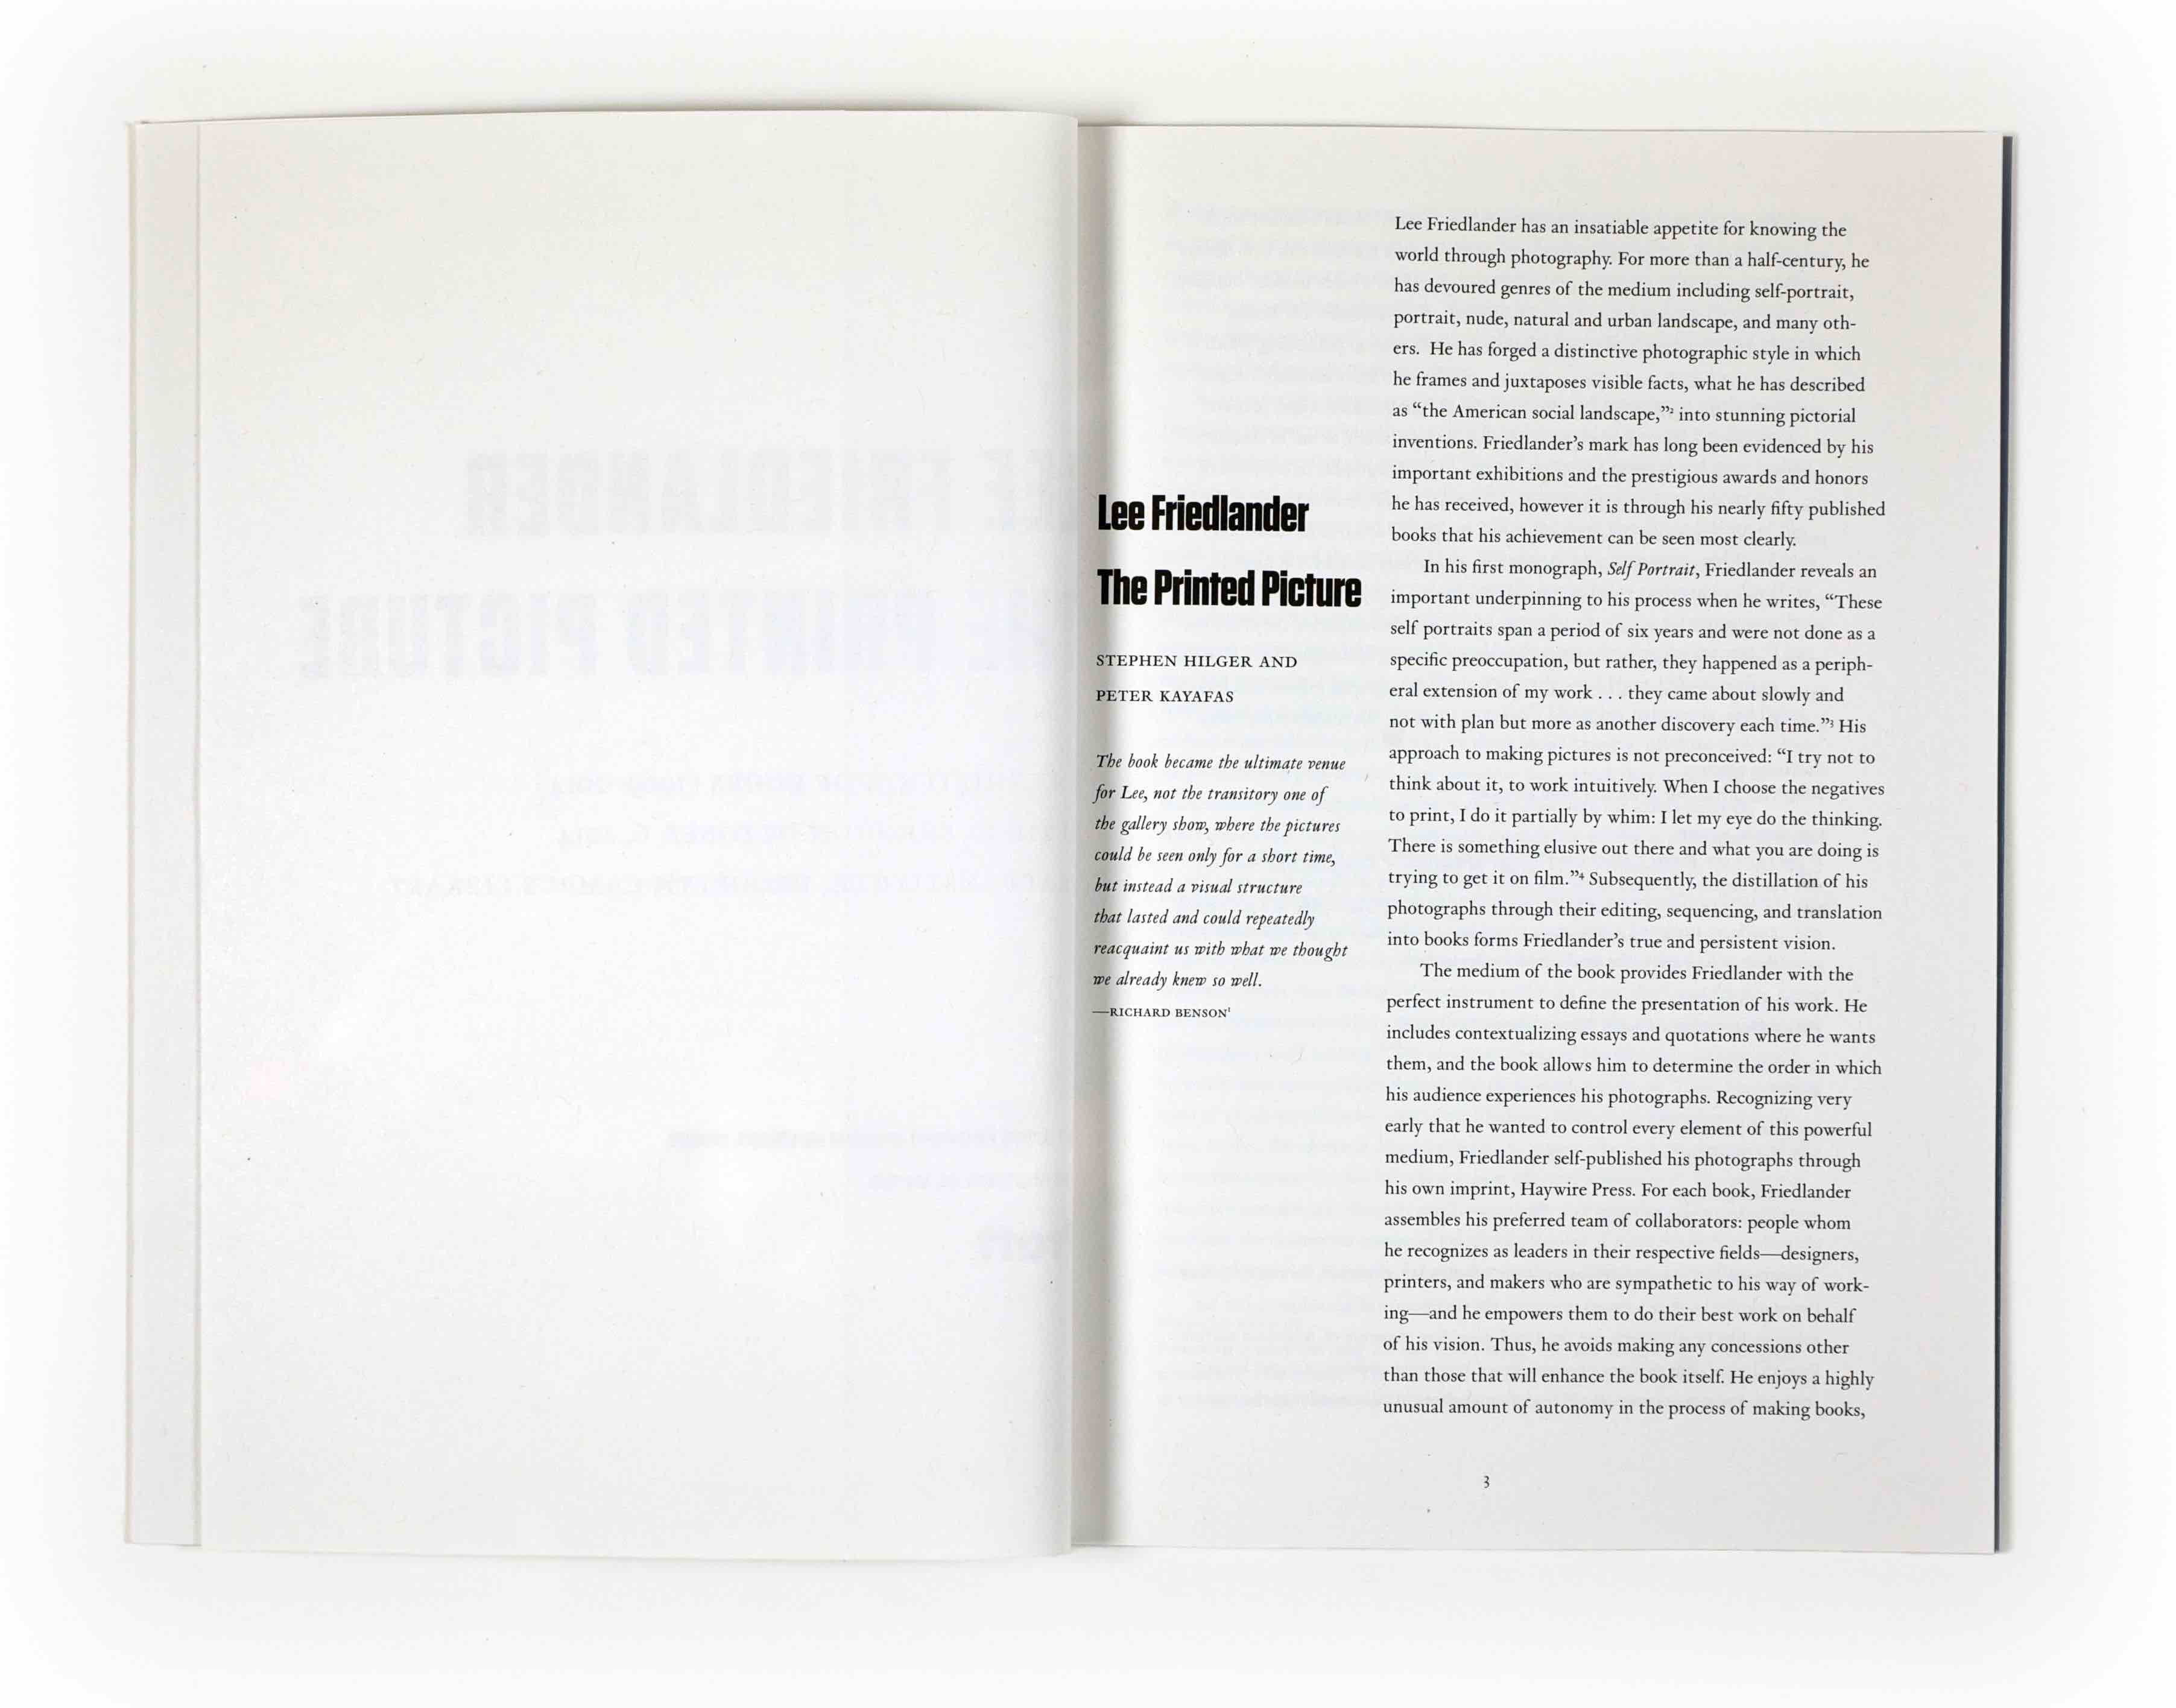 Lee Friedlander
The Printed Picture
STEPHEN HILGER AND
PETER KAYAFAS
The book became the ultimate venue
for Lee, not the transitory one of
the gallery show, where the pictures
could be seen only for a short time,
but instead a visual structure
that lasted and could repeatedly
reacquaint us with what we thought
we already knew so well.
—RICHARD BENSON¹
Lee Friedlander has an insatiable appetite for knowing the
world through photography. For more than a half-century, he
has devoured genres of the medium including self-portrait,
portrait, nude, natural and urban landscape, and many oth-
ers. He has forged a distinctive photographic style in which
he frames and juxtaposes visible facts, what he has described
as “the American social landscape,”² into stunning pictorial
inventions. Friedlander’s mark has long been evidenced by his
important exhibitions and the prestigious awards and honors
he has received, however it is through his nearly fifty published
books that his achievement can be seen most clearly.
In his first monograph, Self Portrait, Friedlander reveals an
important underpinning to his process when he writes, “These
self portraits span a period of six years and were not done as a
specific preoccupation, but rather, they happened as a periph-
eral extension of my work . . . they came about slowly and
not with plan but more as another discovery each time.”³ His
approach to making pictures is not preconceived: “I try not to
think about it, to work intuitively. When I choose the negatives
to print, I do it partially by whim: I let my eye do the thinking.
There is something elusive out there and what you are doing is
trying to get it on film.”⁴ Subsequently, the distillation of his
photographs through their editing, sequencing, and translation
into books forms Friedlander’s true and persistent vision.
The medium of the book provides Friedlander with the
perfect instrument to define the presentation of his work. He
includes contextualizing essays and quotations where he wants
them, and the book allows him to determine the order in which
his audience experiences his photographs. Recognizing very
early that he wanted to control every element of this powerful
medium, Friedlander self-published his photographs through
his own imprint, Haywire Press. For each book, Friedlander
assembles his preferred team of collaborators: people whom
he recognizes as leaders in their respective fields—designers,
printers, and makers who are sympathetic to his way of work-
ing—and he empowers them to do their best work on behalf
of his vision. Thus, he avoids making any concessions other
than those that will enhance the book itself. He enjoys a highly
unusual amount of autonomy in the process of making books,
3